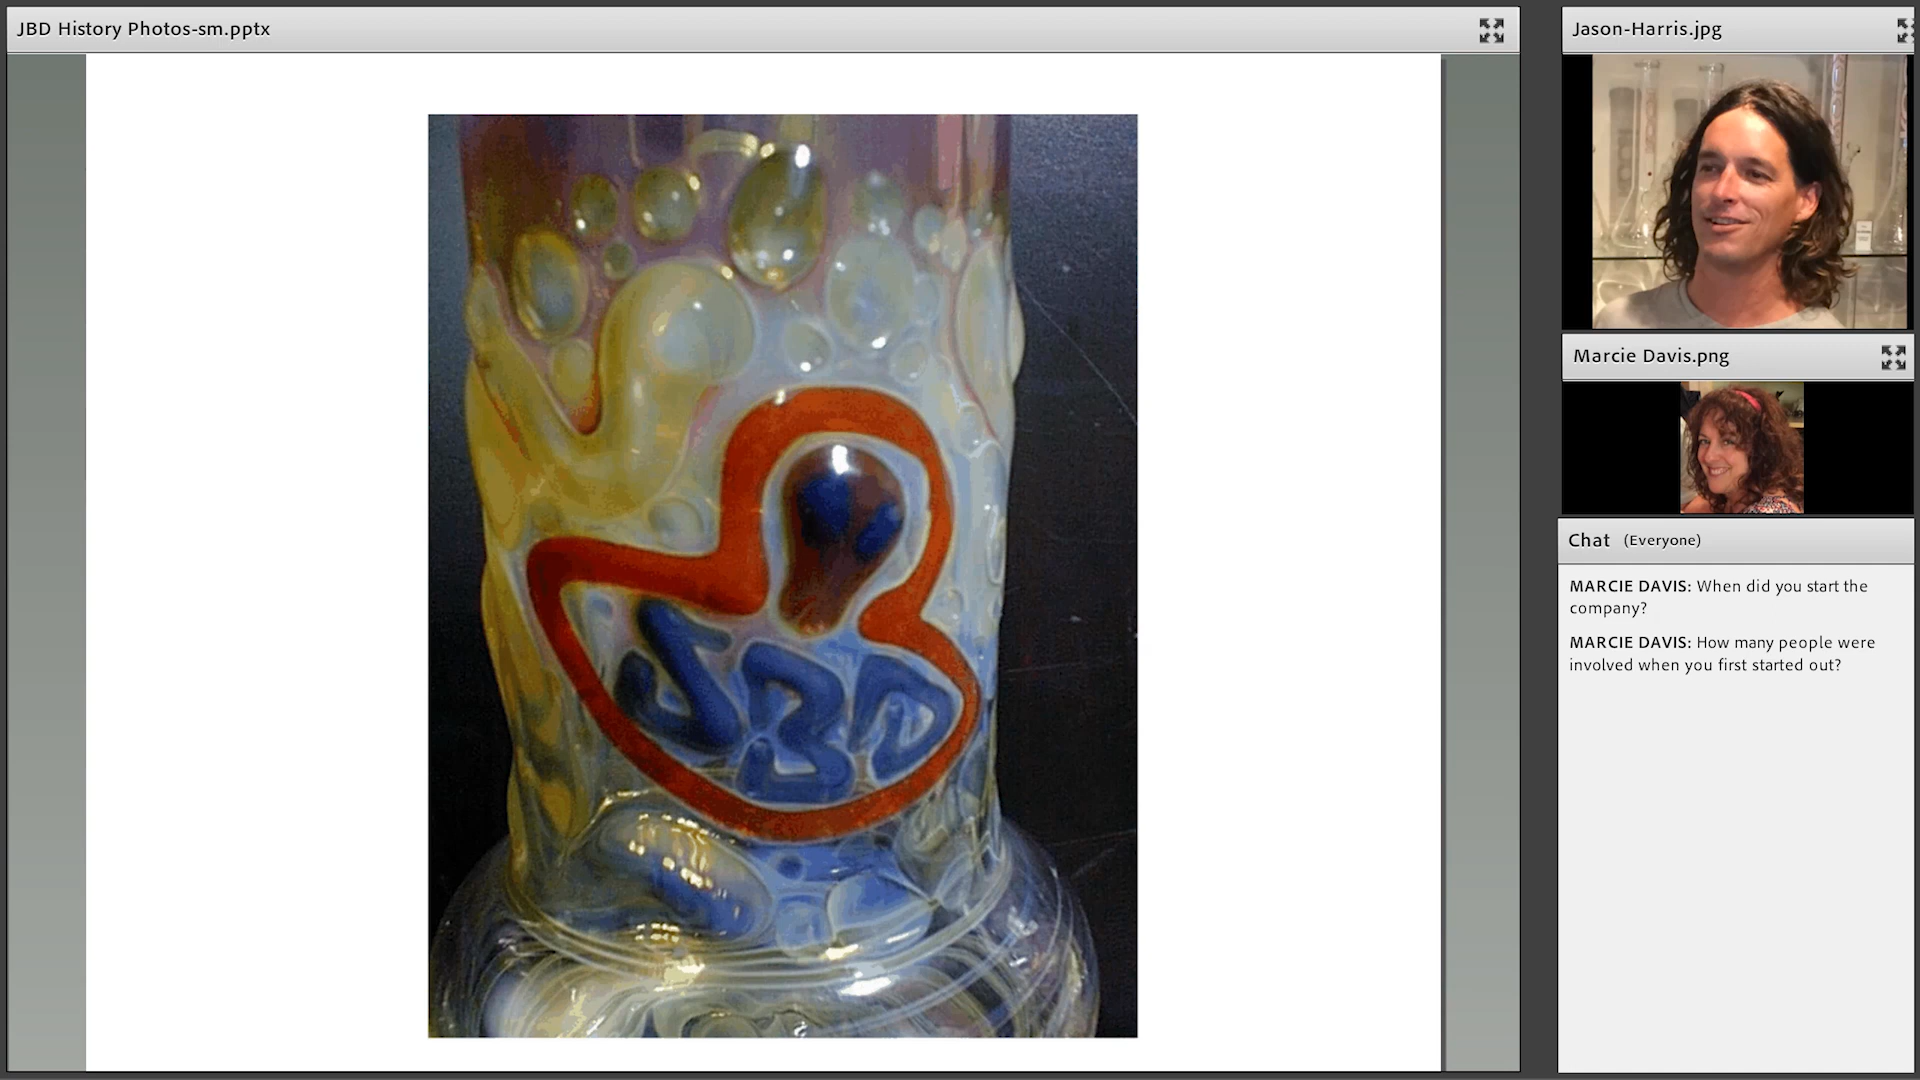 JBD History Photos-sm.pptx
JBD
Jason-Harris.jpg
Marcie Davis.png
Chat (Everyone)
MARCIE DAVIS: When did you start the
company?
MARCIE DAVIS: How many people were
involved when you first started out?